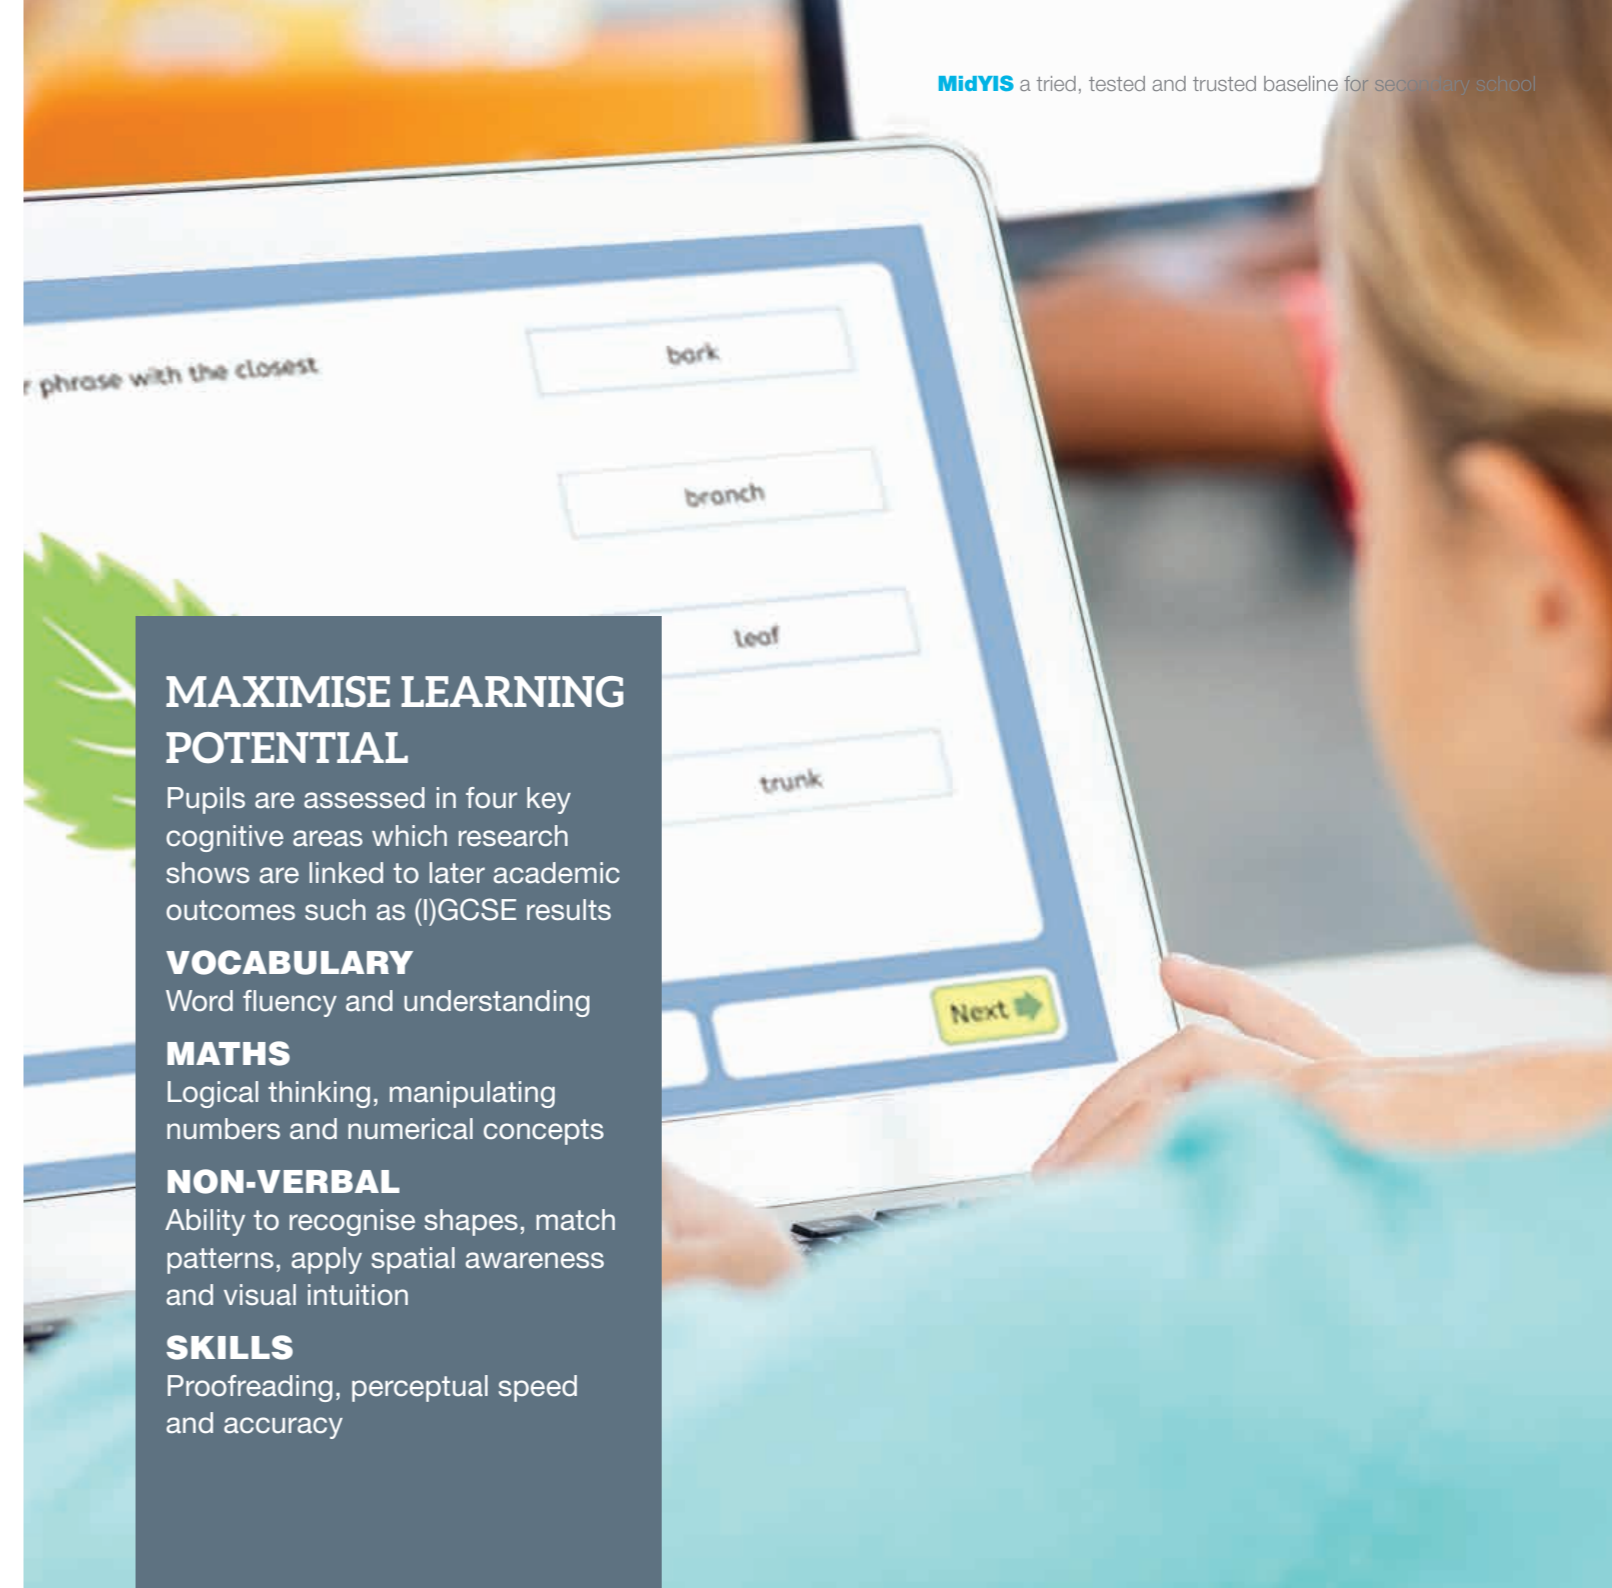 MidYIS a tried, tested and trusted baseline for secondary school
r phrase with the closest
bark
branch
leaf
trunk
Next
MAXIMISE LEARNING
POTENTIAL
Pupils are assessed in four key
cognitive areas which research
shows are linked to later academic
outcomes such as (I)GCSE results
VOCABULARY
Word fluency and understanding
MATHS
Logical thinking, manipulating
numbers and numerical concepts
NON-VERBAL
Ability to recognise shapes, match
patterns, apply spatial awareness
and visual intuition
SKILLS
Proofreading, perceptual speed
and accuracy